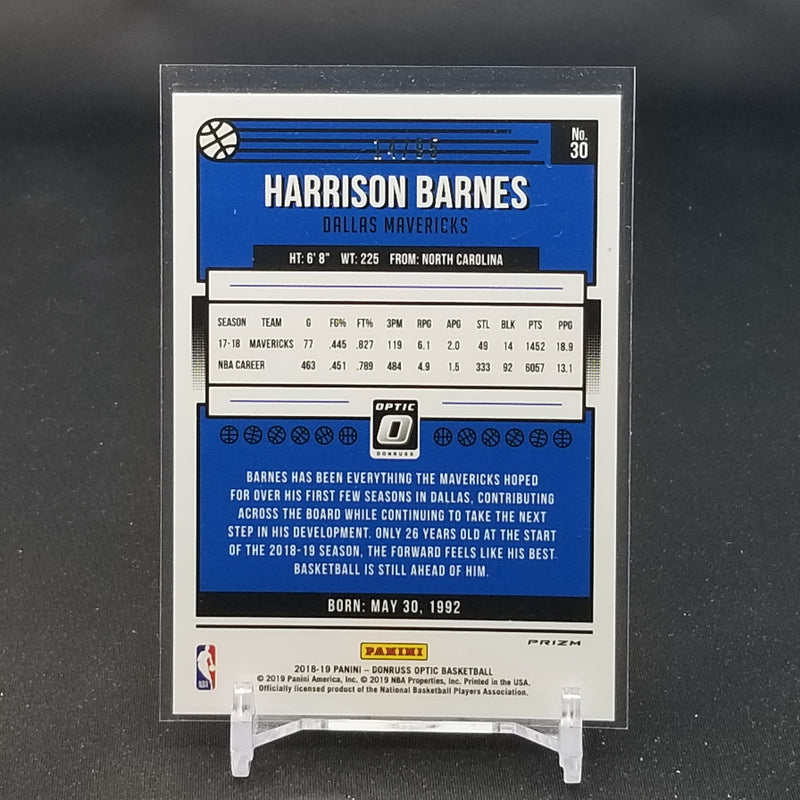 14/95
No.
30
HARRISON BARNES
DALLAS MAVERICKS
HT: 6' 8" WT: 225 FROM: NORTH CAROLINA
SEASON TEAM G FG% FT% 3PM RPG APG STL BLK PTS PPG
17-18 MAVERICKS 77 .445 .827 119 6.1 2.0 49 14 1452 18.9
NBA CAREER 463 .451 .789 484 4.9 1.5 333 92 6057 13.1
OPTIC
O
DONRUSS
BARNES HAS BEEN EVERYTHING THE MAVERICKS HOPED
FOR OVER HIS FIRST FEW SEASONS IN DALLAS, CONTRIBUTING
ACROSS THE BOARD WHILE CONTINUING TO TAKE THE NEXT
STEP IN HIS DEVELOPMENT. ONLY 26 YEARS OLD AT THE START
OF THE 2018-19 SEASON, THE FORWARD FEELS LIKE HIS BEST
BASKETBALL IS STILL AHEAD OF HIM.
BORN: MAY 30, 1992
PRIZM
PANINI
NBA
2018-19 PANINI – DONRUSS OPTIC BASKETBALL
© 2019 Panini America, Inc. © 2019 NBA Properties, Inc. Printed in the USA.
Officially licensed product of the National Basketball Players Association.